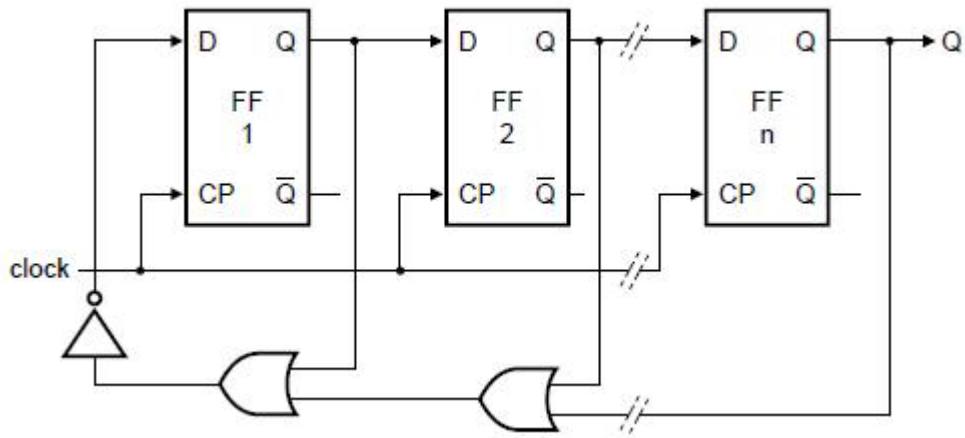 D Q D Q D Q Q
FF FF FF
1 2 n
CP Q̅ CP Q̅ CP Q̅
clock